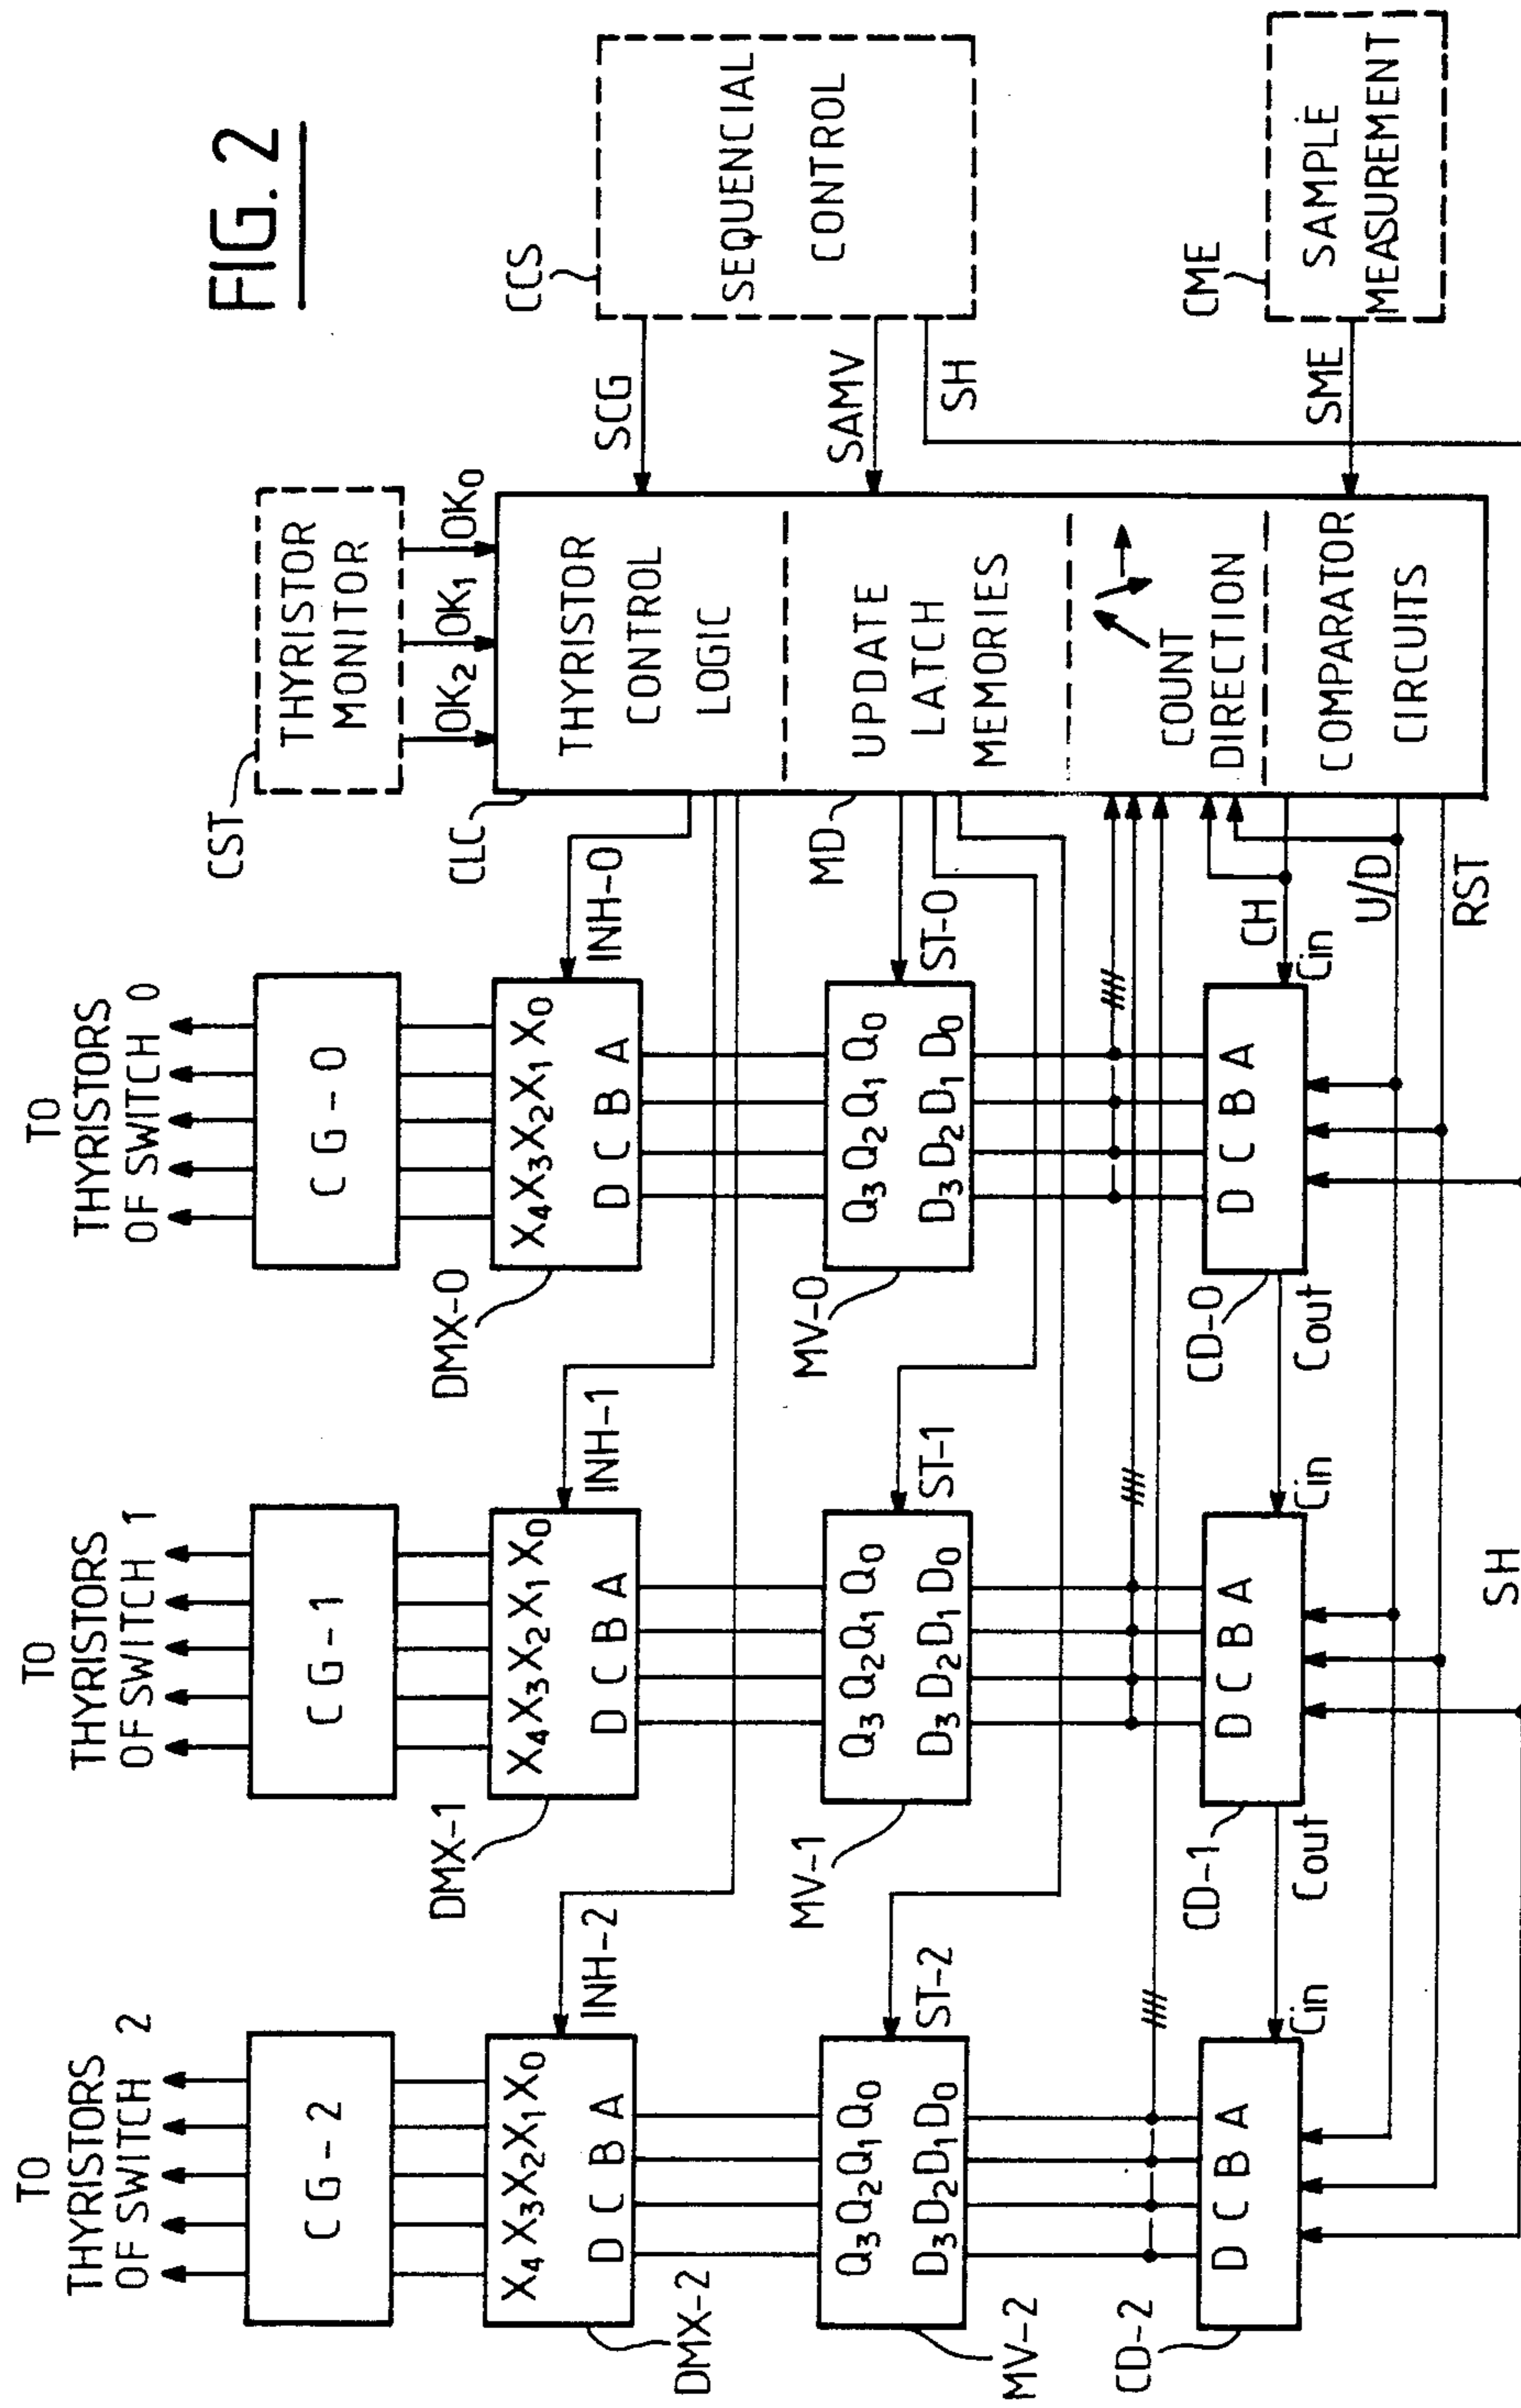 FIG. 2
TO
THYRISTORS
OF SWITCH 2
TO
THYRISTORS
OF SWITCH 1
TO
THYRISTORS
OF SWITCH 0
CG-2
CG-1
CG-0
CST
THYRISTOR
MONITOR
OK2 OK1 OK0
X4 X3 X2 X1 X0
D C B A
DMX-2
INH-2
X4 X3 X2 X1 X0
D C B A
DMX-1
INH-1
X4 X3 X2 X1 X0
D C B A
DMX-0
INH-0
CLC
THYRISTOR
CONTROL
LOGIC
SCG
CCS
SEQUENCIAL
CONTROL
SAMV
SH
Q3 Q2 Q1 Q0
D3 D2 D1 D0
MV-2
ST-2
Q3 Q2 Q1 Q0
D3 D2 D1 D0
MV-1
ST-1
Q3 Q2 Q1 Q0
D3 D2 D1 D0
MV-0
ST-0
MD
UPDATE
LATCH
MEMORIES
COUNT
DIRECTION
COMPARATOR
CIRCUITS
SME
CME
SAMPLE
MEASUREMENT
D C B A
CD-2
Cin
Cout
D C B A
CD-1
Cin
Cout
D C B A
CD-0
Cin
CH
U/D
RST
SH